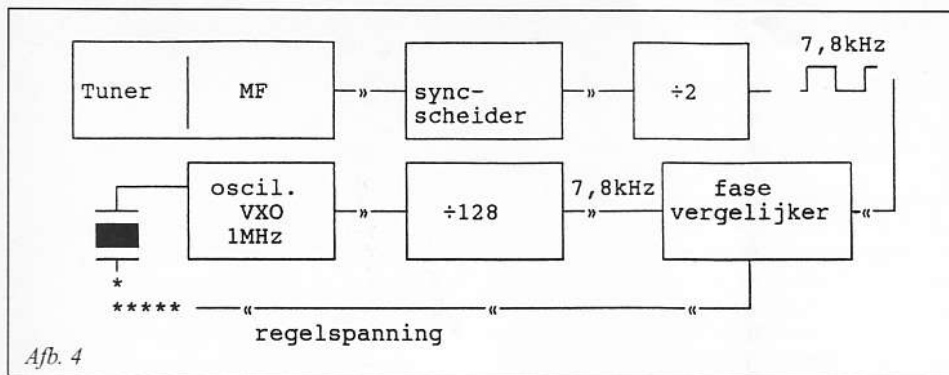 7,8kHz
Tuner MF
sync-
scheider
÷2
oscil.
VXO
1MHz
÷128
7,8kHz
fase
vergelijker
regelspanning
Afb. 4